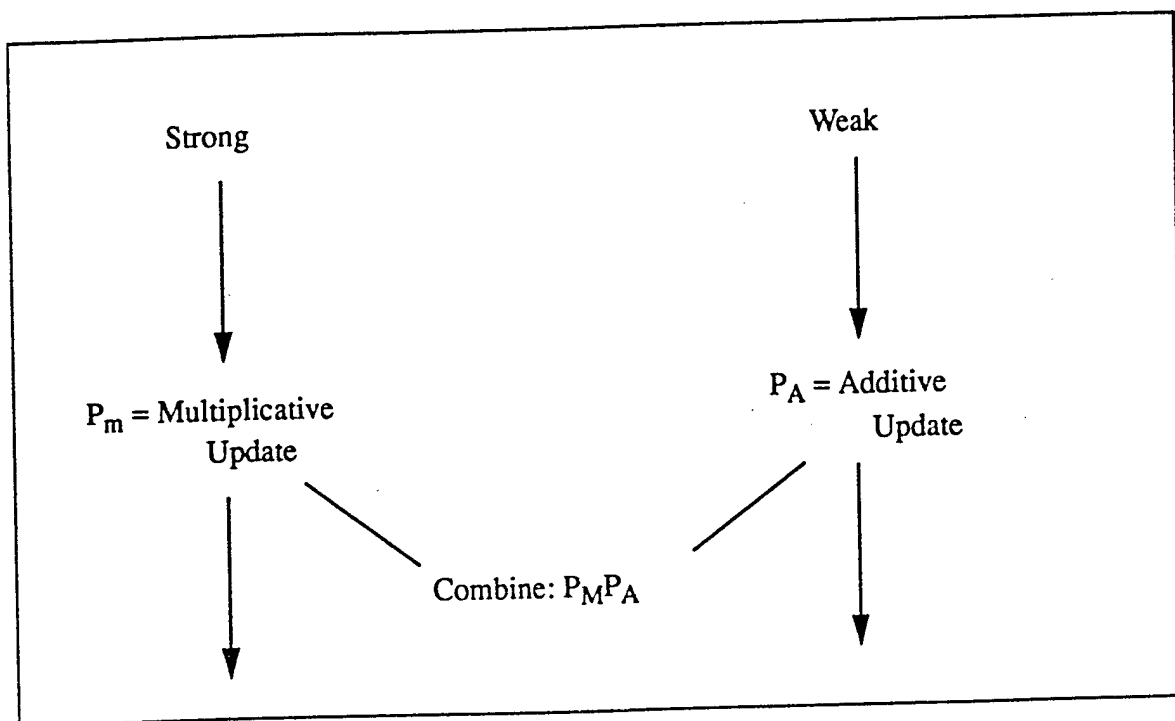 Strong
Weak
P_m = Multiplicative
Update
P_A = Additive
Update
Combine: P_MP_A